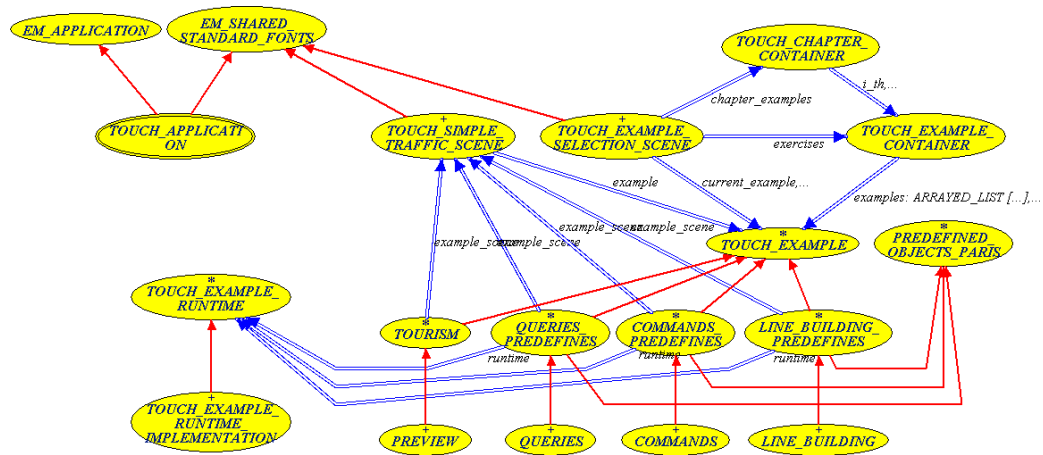 EM_APPLICATION
EM_SHARED_
STANDARD_FONTS
TOUCH_CHAPTER_
CONTAINER
chapter_examples
i_th,...
TOUCH_APPLICATI
ON
+
TOUCH_SIMPLE_
TRAFFIC_SCENE
+
TOUCH_EXAMPLE_
SELECTION_SCENE
exercises
TOUCH_EXAMPLE_
CONTAINER
example
current_example,...
examples: ARRAYED_LIST [...],...
example_scene
example_scene
example_scene
example_scene
*
TOUCH_EXAMPLE
*
PREDEFINED_
OBJECTS_PARIS
*
TOUCH_EXAMPLE_
RUNTIME
*
TOURISM
*
QUERIES_
PREDEFINES
*
COMMANDS_
PREDEFINES
*
LINE_BUILDING_
PREDEFINES
runtime
runtime
runtime
+
TOUCH_EXAMPLE_
RUNTIME_
IMPLEMENTATION
+
PREVIEW
+
QUERIES
+
COMMANDS
+
LINE_BUILDING